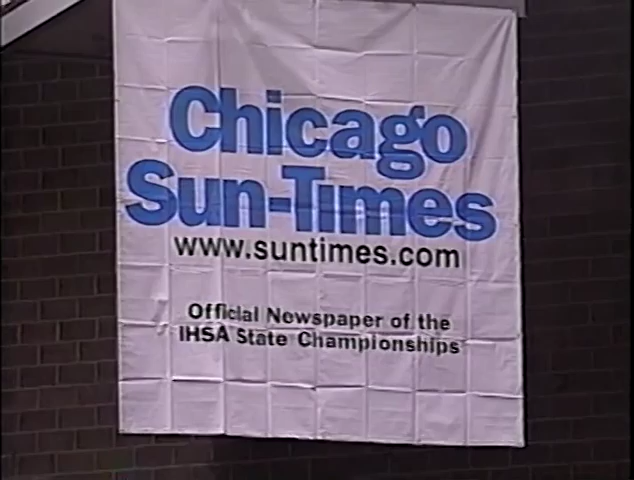 Chicago
Sun-Times
www.suntimes.com
Official Newspaper of the
IHSA State Championships